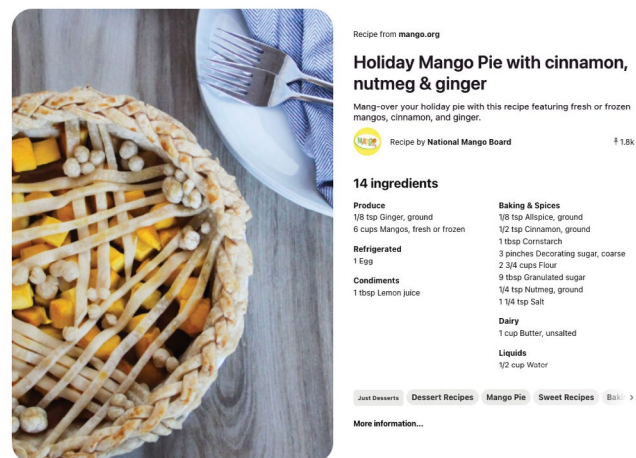 Recipe from mango.org
Holiday Mango Pie with cinnamon,
nutmeg & ginger
Mang-over your holiday pie with this recipe featuring fresh or frozen
mangos, cinnamon, and ginger.
Recipe by National Mango Board
1.8k
14 ingredients
Produce
1/8 tsp Ginger, ground
6 cups Mangos, fresh or frozen
Refrigerated
1 Egg
Condiments
1 tbsp Lemon juice
Baking & Spices
1/8 tsp Allspice, ground
1/2 tsp Cinnamon, ground
1 tbsp Cornstarch
3 pinches Decorating sugar, coarse
2 3/4 cups Flour
9 tbsp Granulated sugar
1/4 tsp Nutmeg, ground
1 1/4 tsp Salt
Dairy
1 cup Butter, unsalted
Liquids
1/2 cup Water
Just Desserts Dessert Recipes Mango Pie Sweet Recipes
More information...